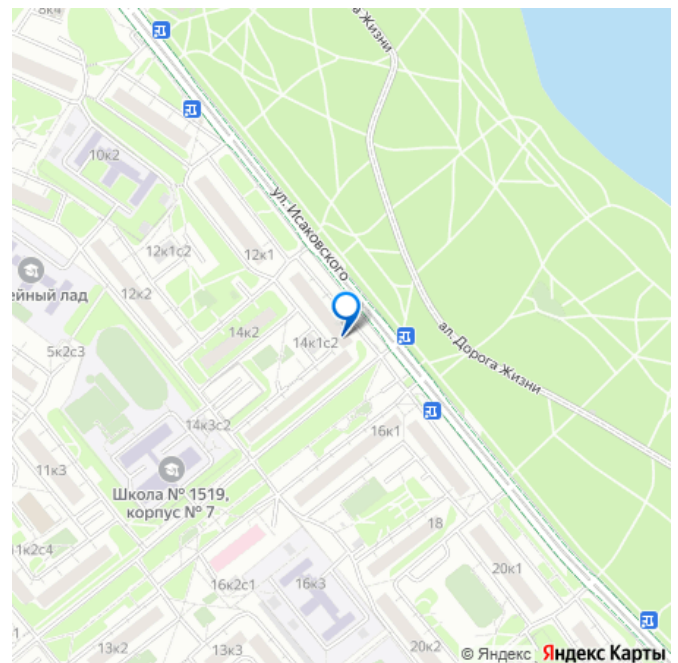 8к4
а Жизни
10к2
ул. Исаковского
12к1с2
12к1
ейный лад
12к2
14к2
14к1с2
5к2с3
ал. Дорога Жизни
14к3с2
16к1
11к3
Школа № 1519,
корпус № 7
18
1к2с4
20к1
16к2с1
16к3
13к2
13к3
20к2
© Яндекс Яндекс Карты